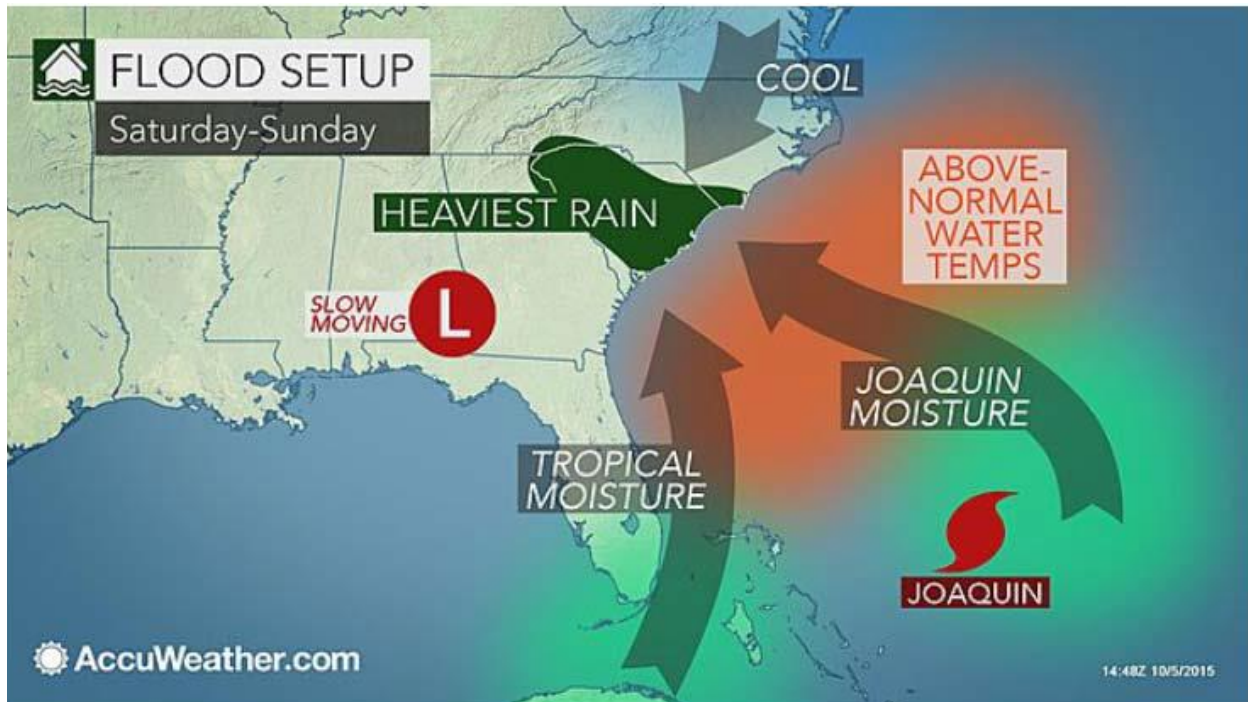 FLOOD SETUP
Saturday-Sunday
COOL
ABOVE-
NORMAL
WATER
TEMPS
HEAVIEST RAIN
SLOW
MOVING
L
JOAQUIN
MOISTURE
TROPICAL
MOISTURE
JOAQUIN
AccuWeather.com
14:48Z 10/5/2015